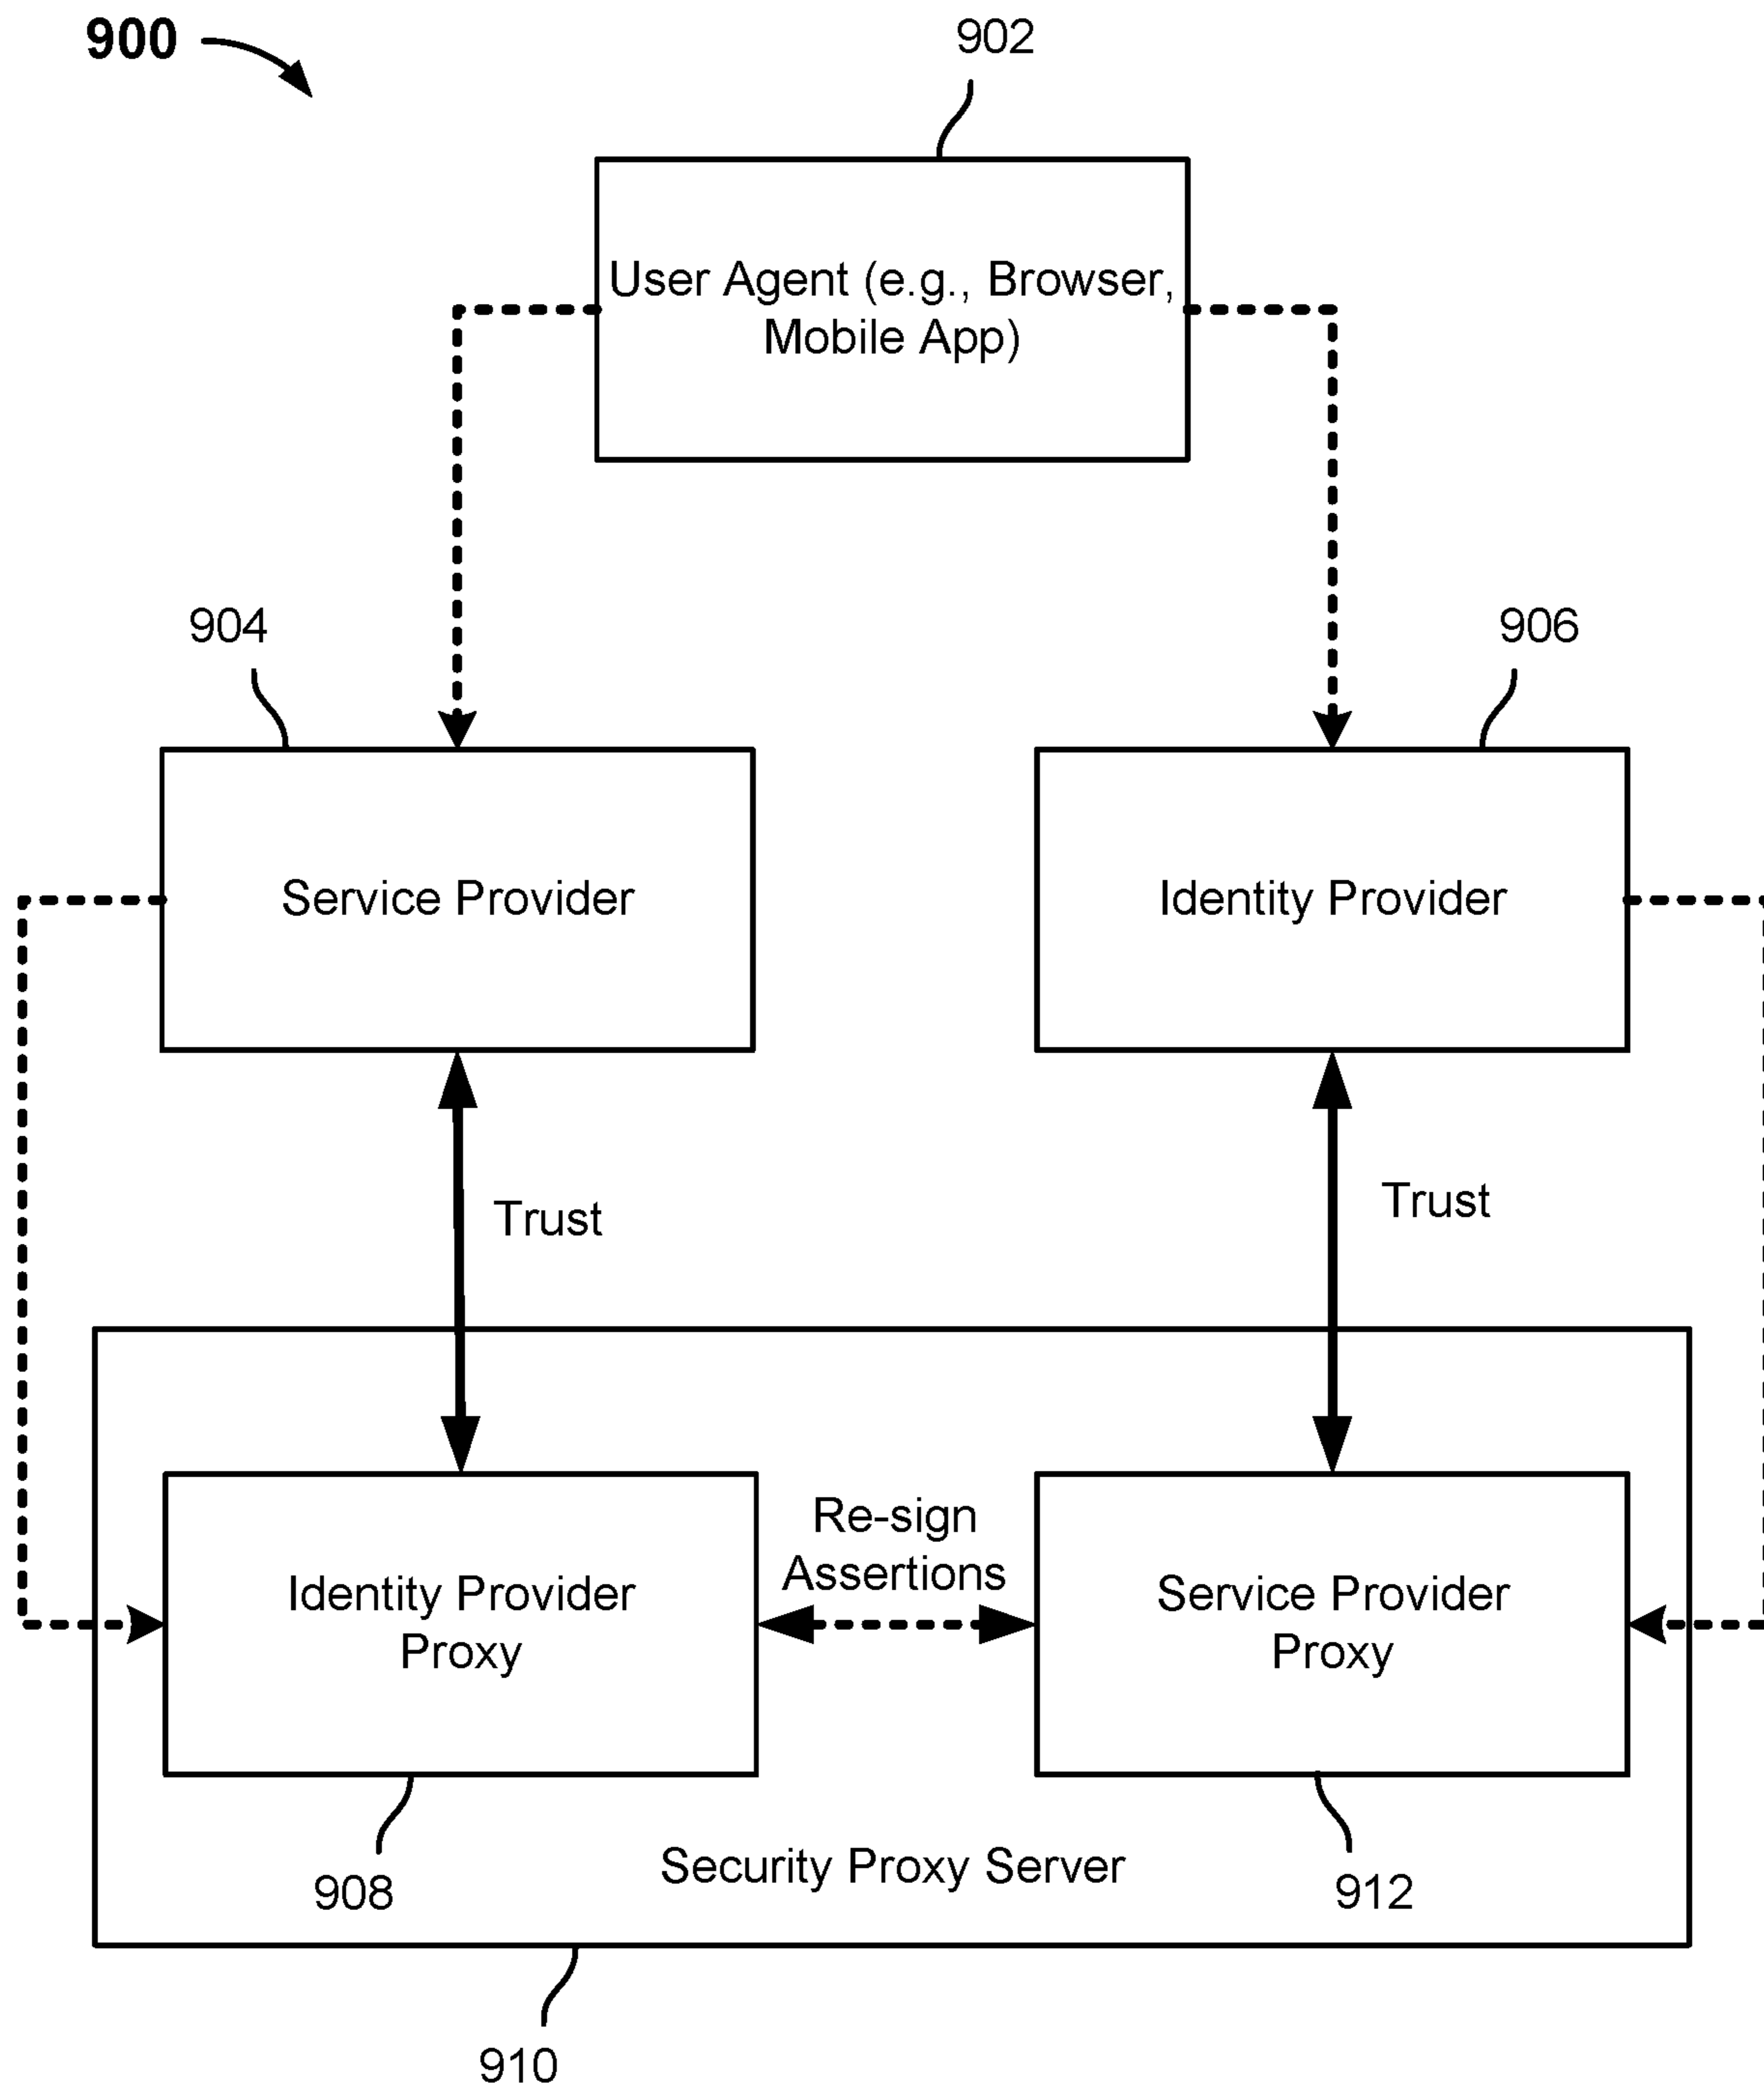 900
902
User Agent (e.g., Browser,
Mobile App)
904
906
Service Provider
Identity Provider
Trust
Trust
Re-sign
Assertions
Identity Provider
Proxy
Service Provider
Proxy
908
Security Proxy Server
912
910